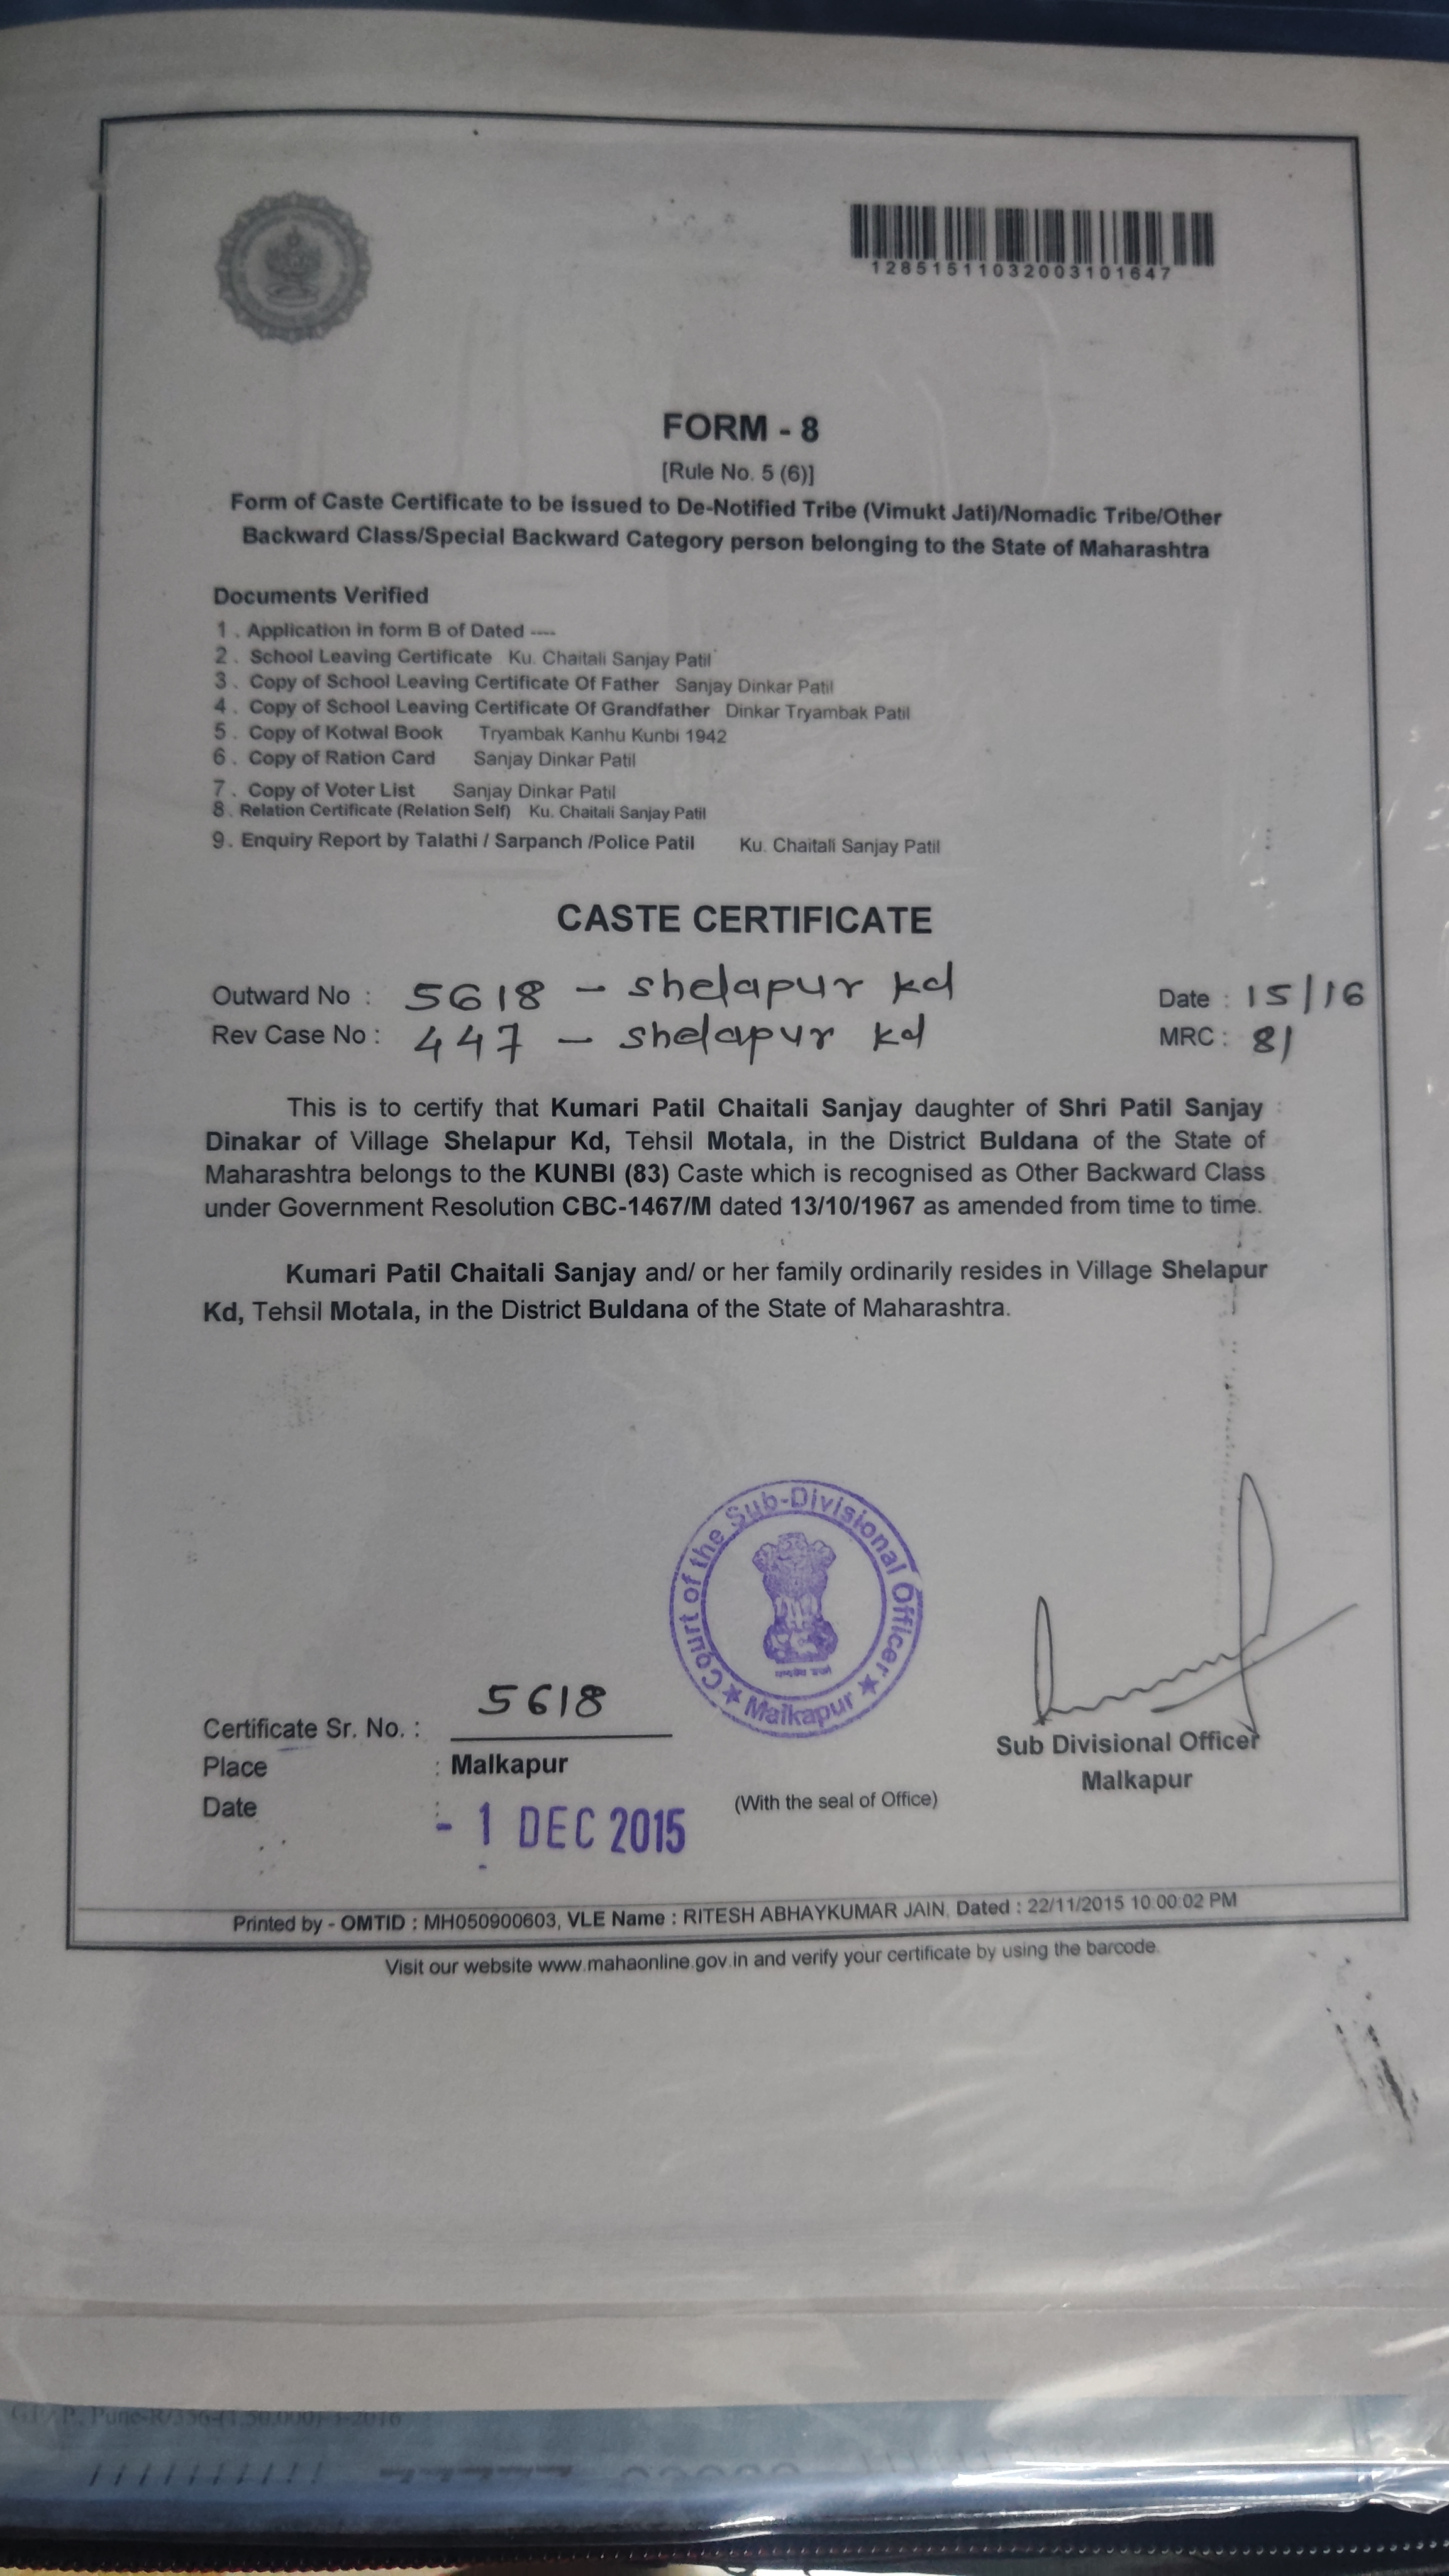 12851511032003101647
FORM - 8
[Rule No. 5 (6)]
Form of Caste Certificate to be issued to De-Notified Tribe (Vimukt Jati)/Nomadic Tribe/Other
Backward Class/Special Backward Category person belonging to the State of Maharashtra
Documents Verified
1 . Application in form B of Dated ----
2 . School Leaving Certificate Ku. Chaitali Sanjay Patil
3 . Copy of School Leaving Certificate Of Father Sanjay Dinkar Patil
4 . Copy of School Leaving Certificate Of Grandfather Dinkar Tryambak Patil
5 . Copy of Kotwal Book Tryambak Kanhu Kunbi 1942
6 . Copy of Ration Card Sanjay Dinkar Patil
7 . Copy of Voter List Sanjay Dinkar Patil
8 . Relation Certificate (Relation Self) Ku. Chaitali Sanjay Patil
9 . Enquiry Report by Talathi / Sarpanch /Police Patil Ku. Chaitali Sanjay Patil
CASTE CERTIFICATE
Outward No : 5618 - shelapur kd Date : 15/16
Rev Case No : 447 - shelapur kd MRC : 81
This is to certify that Kumari Patil Chaitali Sanjay daughter of Shri Patil Sanjay
Dinakar of Village Shelapur Kd, Tehsil Motala, in the District Buldana of the State of
Maharashtra belongs to the KUNBI (83) Caste which is recognised as Other Backward Class
under Government Resolution CBC-1467/M dated 13/10/1967 as amended from time to time.
Kumari Patil Chaitali Sanjay and/ or her family ordinarily resides in Village Shelapur
Kd, Tehsil Motala, in the District Buldana of the State of Maharashtra.
Court of the Sub-Divisional Officer
★ Malkapur ★
Certificate Sr. No. : 5618
Sub Divisional Officer
Place : Malkapur
Malkapur
Date : - 1 DEC 2015
(With the seal of Office)
Printed by - OMTID : MH050900603, VLE Name : RITESH ABHAYKUMAR JAIN, Dated : 22/11/2015 10:00:02 PM
Visit our website www.mahaonline.gov.in and verify your certificate by using the barcode.